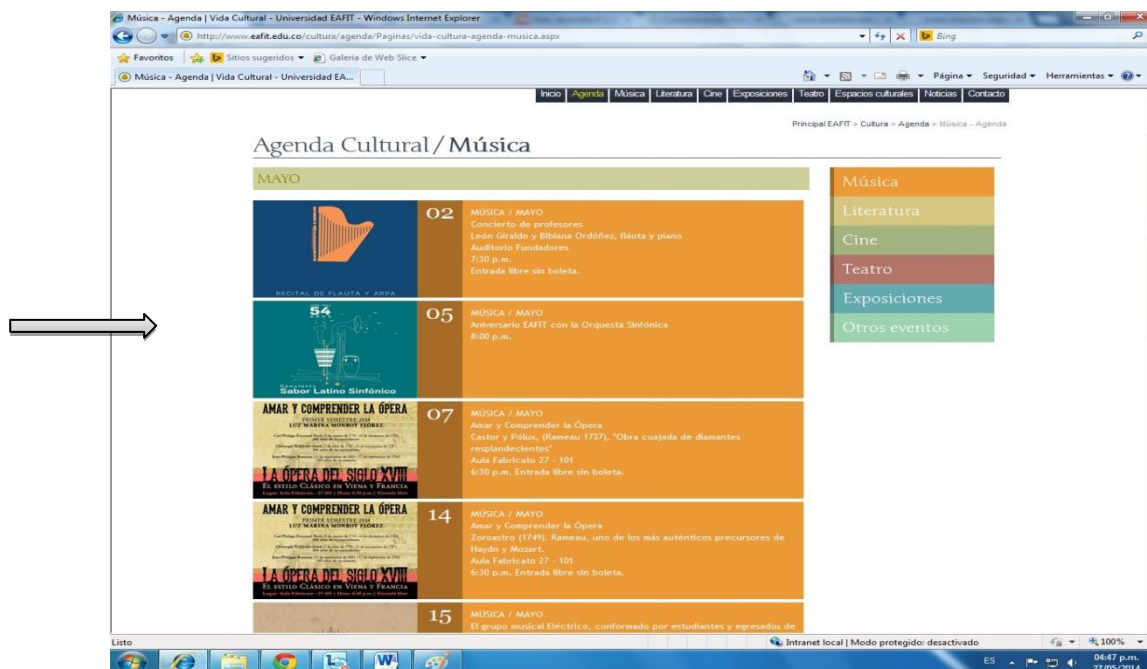 Música - Agenda | Vida Cultural - Universidad EAFIT - Windows Internet Explorer
http://www.eafit.edu.co/cultura/agenda/Paginas/vida-cultura-agenda-musica.aspx
Bing
Favoritos Sitios sugeridos Galería de Web Slice
Música - Agenda | Vida Cultural - Universidad EA...
Página Seguridad Herramientas
Inicio Agenda Música Literatura Cine Exposiciones Teatro Espacios culturales Noticias Contacto
Principal EAFIT > Cultura > Agenda > Música - Agenda
Agenda Cultural / Música
MAYO
RECITAL DE FLAUTA Y ARPA
02
MÚSICA / MAYO
Concierto de profesores
León Giraldo y Bibiana Ordóñez, flauta y piano
Auditorio Fundadores
7:30 p.m.
Entrada libre sin boleta.
54
Concierto
Sabor Latino Sinfónico
05
MÚSICA / MAYO
Aniversario EAFIT con la Orquesta Sinfónica
8:00 p.m.
AMAR Y COMPRENDER LA ÓPERA
PRIMER SEMESTRE 2014
LUZ MARINA MONROY FLÓREZ
LA ÓPERA DEL SIGLO XVIII
EL ESTILO CLÁSICO EN VIENA Y FRANCIA
07
MÚSICA / MAYO
Amar y Comprender la Ópera
Castor y Pólux, (Rameau 1737), "Obra cuajada de diamantes
resplandecientes"
Aula Fabricato 27 - 101
6:30 p.m. Entrada libre sin boleta.
AMAR Y COMPRENDER LA ÓPERA
PRIMER SEMESTRE 2014
LUZ MARINA MONROY FLÓREZ
LA ÓPERA DEL SIGLO XVIII
EL ESTILO CLÁSICO EN VIENA Y FRANCIA
14
MÚSICA / MAYO
Amar y Comprender la Ópera
Zoroastro (1749). Rameau, uno de los más auténticos precursores de
Haydn y Mozart.
Aula Fabricato 27 - 101
6:30 p.m. Entrada libre sin boleta.
15
MÚSICA / MAYO
El grupo musical Eléctrico, conformado por estudiantes y egresados de
Música
Literatura
Cine
Teatro
Exposiciones
Otros eventos
Listo
Intranet local | Modo protegido: desactivado
100%
ES
04:47 p.m.
27/05/2014